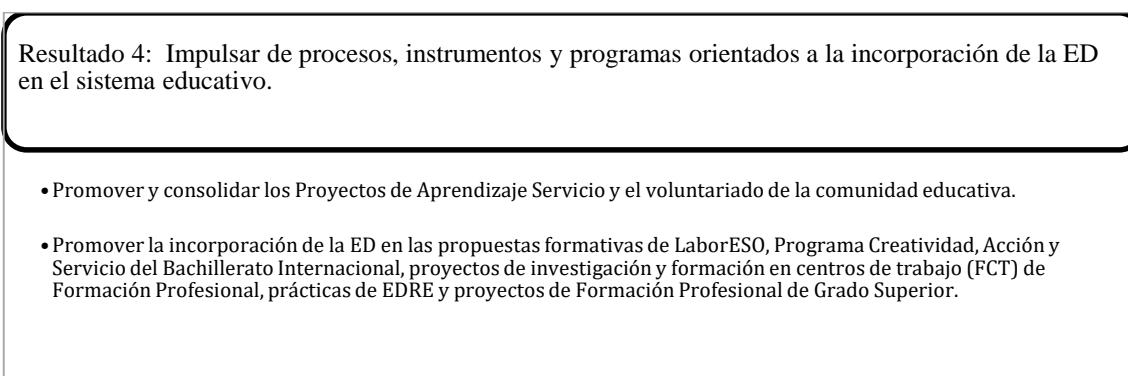 Resultado 4:  Impulsar de procesos, instrumentos y programas orientados a la incorporación de la ED
en el sistema educativo.
• Promover y consolidar los Proyectos de Aprendizaje Servicio y el voluntariado de la comunidad educativa.
• Promover la incorporación de la ED en las propuestas formativas de LaborESO, Programa Creatividad, Acción y
Servicio del Bachillerato Internacional, proyectos de investigación y formación en centros de trabajo (FCT) de
Formación Profesional, prácticas de EDRE y proyectos de Formación Profesional de Grado Superior.